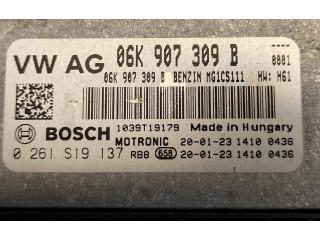 VW AG 06K 907 309 B 0801
06K 907 309 B BENZIN MG1CS111 HW: H61
BOSCH 1039T19179 Made in Hungary
MOTRONIC 20-01-23 1410 0436
0 261 S19 137 RB8 658 20-01-23 1410 0436